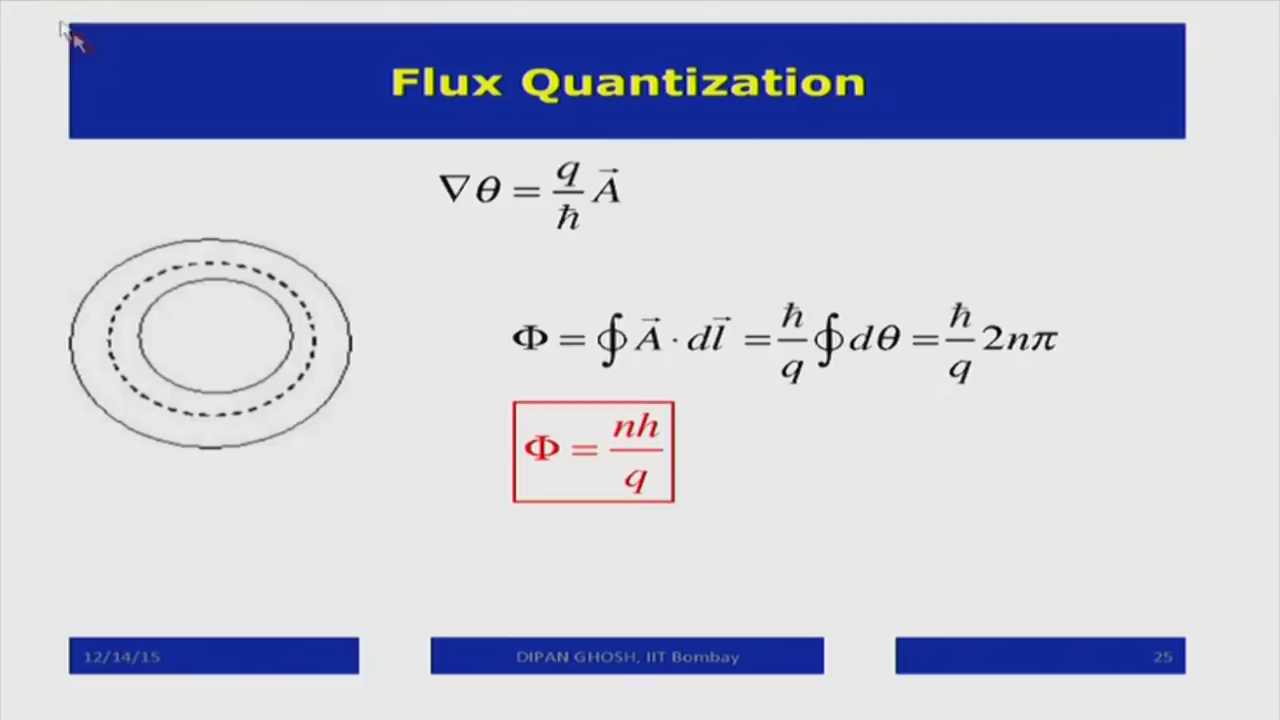 Flux Quantization
∇θ = q/ħ A⃗
Φ = ∮ A⃗ · dl⃗ = ħ/q ∮ dθ = ħ/q 2nπ
Φ = nh/q
12/14/15
DIPAN GHOSH, IIT Bombay
25